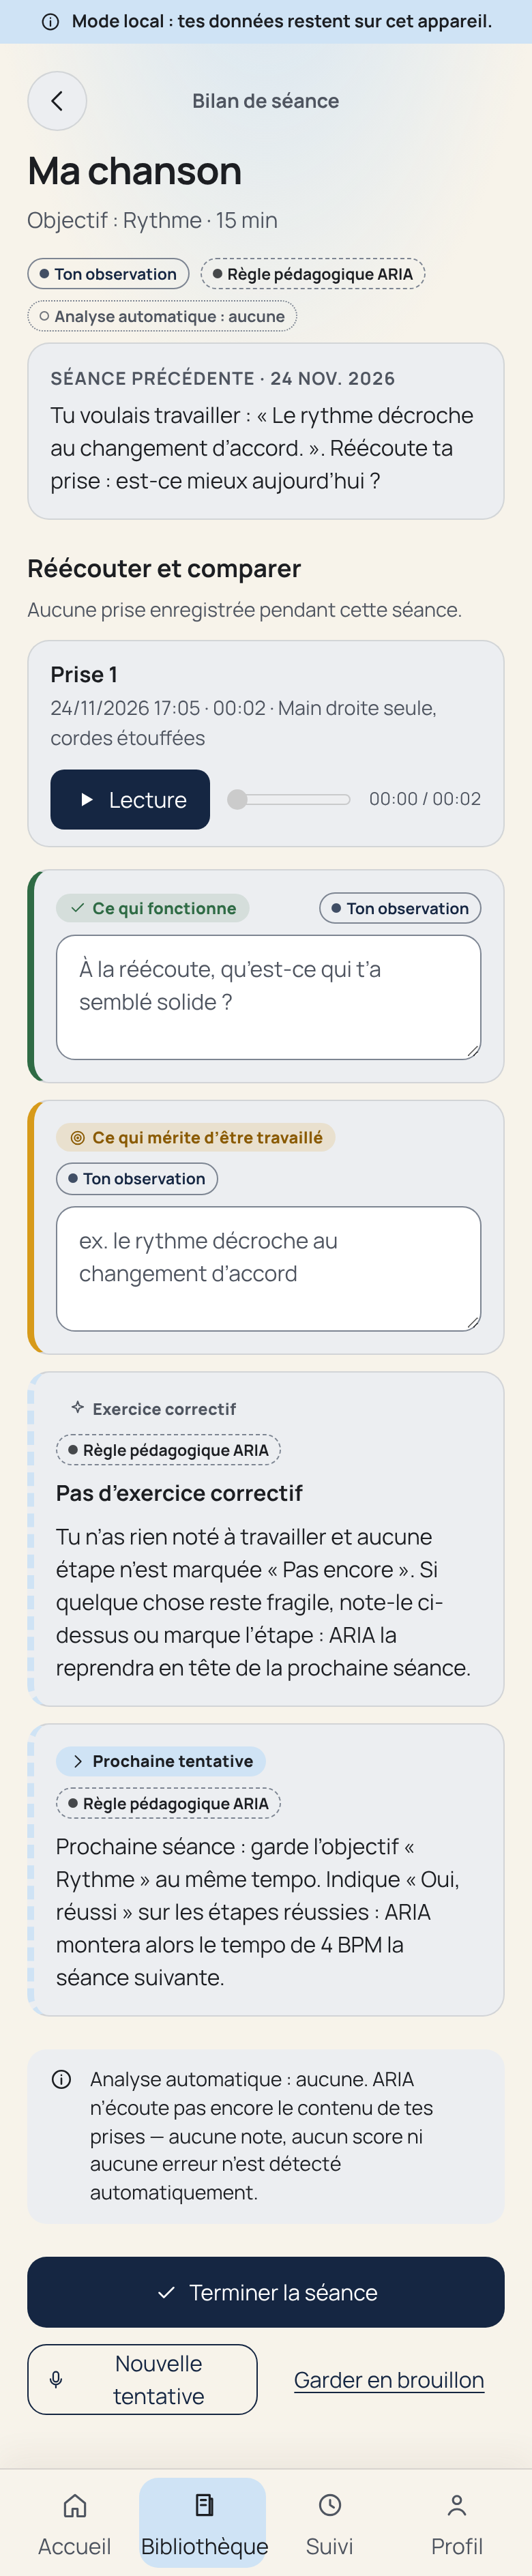 Mode local : tes données restent sur cet appareil.
Bilan de séance
Ma chanson
Objectif : Rythme · 15 min
Ton observation
Règle pédagogique ARIA
Analyse automatique : aucune
SÉANCE PRÉCÉDENTE · 24 NOV. 2026
Tu voulais travailler : « Le rythme décroche
au changement d’accord. ». Réécoute ta
prise : est-ce mieux aujourd’hui ?
Réécouter et comparer
Aucune prise enregistrée pendant cette séance.
Prise 1
24/11/2026 17:05 · 00:02 · Main droite seule,
cordes étouffées
Lecture
00:00 / 00:02
Ce qui fonctionne
Ton observation
À la réécoute, qu’est-ce qui t’a
semblé solide ?
Ce qui mérite d’être travaillé
Ton observation
ex. le rythme décroche au
changement d’accord
Exercice correctif
Règle pédagogique ARIA
Pas d’exercice correctif
Tu n’as rien noté à travailler et aucune
étape n’est marquée « Pas encore ». Si
quelque chose reste fragile, note-le ci-
dessus ou marque l’étape : ARIA la
reprendra en tête de la prochaine séance.
Prochaine tentative
Règle pédagogique ARIA
Prochaine séance : garde l’objectif «
Rythme » au même tempo. Indique « Oui,
réussi » sur les étapes réussies : ARIA
montera alors le tempo de 4 BPM la
séance suivante.
Analyse automatique : aucune. ARIA
n’écoute pas encore le contenu de tes
prises — aucune note, aucun score ni
aucune erreur n’est détecté
automatiquement.
Terminer la séance
Nouvelle
tentative
Garder en brouillon
Accueil
Bibliothèque
Suivi
Profil